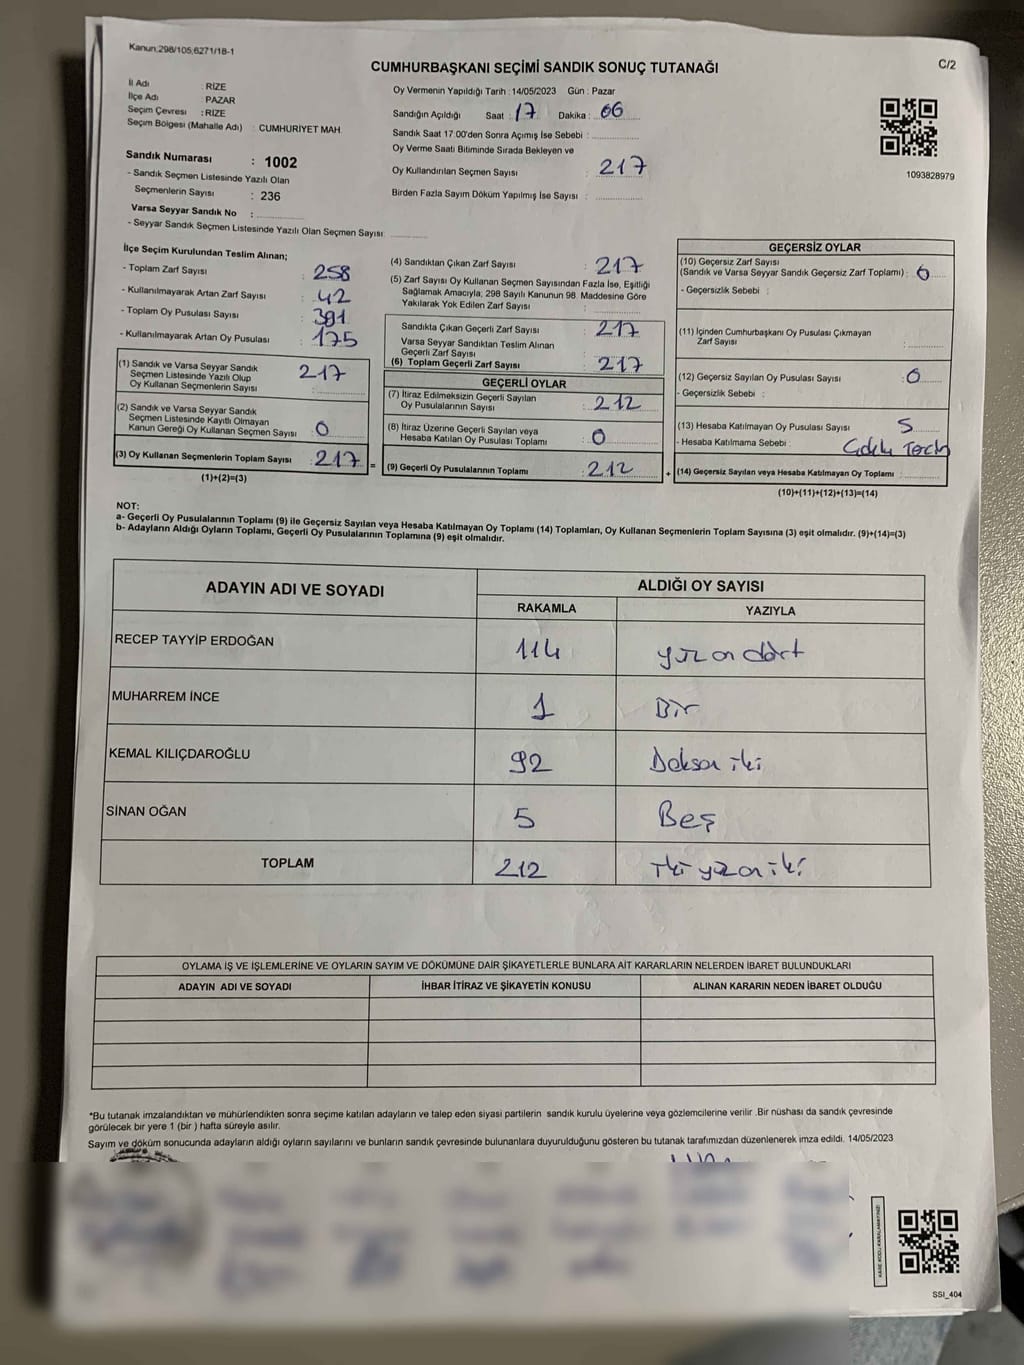 Kanun;298/105;6271/18-1
C/2
CUMHURBAŞKANI SEÇİMİ SANDIK SONUÇ TUTANAĞI
İl Adı : RİZE
İlçe Adı : PAZAR
Seçim Çevresi : RİZE
Seçim Bölgesi (Mahalle Adı) : CUMHURİYET MAH.
Oy Vermenin Yapıldığı Tarih :14/05/2023 Gün : Pazar
Sandığın Açıldığı Saat : 17 Dakika : 06
Sandık Saat 17:00'den Sonra Açımış İse Sebebi :
Oy Verme Saati Bitiminde Sırada Bekleyen ve
Oy Kullandırılan Seçmen Sayısı : 217
Birden Fazla Sayım Döküm Yapılmış İse Sayısı :
1093828979
Sandık Numarası : 1002
- Sandık Seçmen Listesinde Yazılı Olan
Seçmenlerin Sayısı : 236
Varsa Seyyar Sandık No :
- Seyyar Sandık Seçmen Listesinde Yazılı Olan Seçmen Sayısı:
İlçe Seçim Kurulundan Teslim Alınan;
- Toplam Zarf Sayısı : 258
- Kullanılmayarak Artan Zarf Sayısı : 42
- Toplam Oy Pusulası Sayısı :
- Kullanılmayarak Artan Oy Pusulası : 175
(1) Sandık ve Varsa Seyyar Sandık
Seçmen Listesinde Yazılı Olup
Oy Kullanan Seçmenlerin Sayısı : 217
(2) Sandık ve Varsa Seyyar Sandık
Seçmen Listesinde Kayıtlı Olmayan
Kanun Gereği Oy Kullanan Seçmen Sayısı : 0
(3) Oy Kullanan Seçmenlerin Toplam Sayısı : 217
(1)+(2)=(3)
(4) Sandıktan Çıkan Zarf Sayısı : 217
(5) Zarf Sayısı Oy Kullanan Seçmen Sayısından Fazla İse, Eşitliği
Sağlamak Amacıyla, 298 Sayılı Kanunun 98. Maddesine Göre
Yakılarak Yok Edilen Zarf Sayısı :
Sandıkta Çıkan Geçerli Zarf Sayısı : 217
Varsa Seyyar Sandıktan Teslim Alınan
Geçerli Zarf Sayısı :
(6) Toplam Geçerli Zarf Sayısı : 217
GEÇERLİ OYLAR
(7) İtiraz Edilmeksizin Geçerli Sayılan
Oy Pusulalarının Sayısı : 212
(8) İtiraz Üzerine Geçerli Sayılan veya
Hesaba Katılan Oy Pusulası Toplamı : 0
= (9) Geçerli Oy Pusulalarının Toplamı : 212
GEÇERSİZ OYLAR
(10) Geçersiz Zarf Sayısı
(Sandık ve Varsa Seyyar Sandık Geçersiz Zarf Toplamı) : 0
- Geçersizlik Sebebi :
(11) İçinden Cumhurbaşkanı Oy Pusulası Çıkmayan
Zarf Sayısı :
(12) Geçersiz Sayılan Oy Pusulası Sayısı : 0
- Geçersizlik Sebebi :
(13) Hesaba Katılmayan Oy Pusulası Sayısı : 5
- Hesaba Katılmama Sebebi :
+ (14) Geçersiz Sayılan veya Hesaba Katılmayan Oy Toplamı :
(10)+(11)+(12)+(13)=(14)
NOT:
a- Geçerli Oy Pusulalarının Toplamı (9) ile Geçersiz Sayılan veya Hesaba Katılmayan Oy Toplamı (14) Toplamları, Oy Kullanan Seçmenlerin Toplam Sayısına (3) eşit olmalıdır. (9)+(14)=(3)
b- Adayların Aldığı Oyların Toplamı, Geçerli Oy Pusulalarının Toplamına (9) eşit olmalıdır.
ADAYIN ADI VE SOYADI ALDIĞI OY SAYISI
RAKAMLA YAZIYLA
RECEP TAYYİP ERDOĞAN 114 yüz on dört
MUHARREM İNCE 1 Bir
KEMAL KILIÇDAROĞLU 92 Doksan iki
SİNAN OĞAN 5 Beş
TOPLAM 212 iki yüz on iki
OYLAMA İŞ VE İŞLEMLERİNE VE OYLARIN SAYIM VE DÖKÜMÜNE DAİR ŞİKAYETLERLE BUNLARA AİT KARARLARIN NELERDEN İBARET BULUNDUKLARI
ADAYIN ADI VE SOYADI İHBAR İTİRAZ VE ŞİKAYETİN KONUSU ALINAN KARARIN NEDEN İBARET OLDUĞU
*Bu tutanak imzalandıktan ve mühürlendikten sonra seçime katılan adayların ve talep eden siyasi partilerin sandık kurulu üyelerine veya gözlemcilerine verilir .Bir nüshası da sandık çevresinde
görülecek bir yere 1 (bir ) hafta süreyle asılır.
Sayım ve döküm sonucunda adayların aldığı oyların sayılarını ve bunların sandık çevresinde bulunanlara duyurulduğunu gösteren bu tutanak tarafımızdan düzenlenerek imza edildi. 14/05/2023
KARE KODU KARALAMAYINIZ!
SSI_404